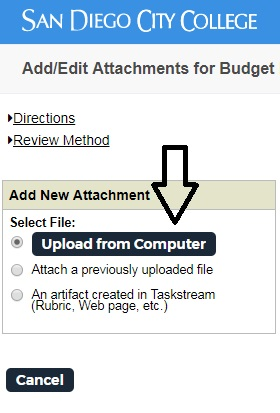 SAN DIEGO CITY COLLEGE
Add/Edit Attachments for Budget
Directions
Review Method
Add New Attachment
Select File:
Upload from Computer
Attach a previously uploaded file
An artifact created in Taskstream
(Rubric, Web page, etc.)
Cancel